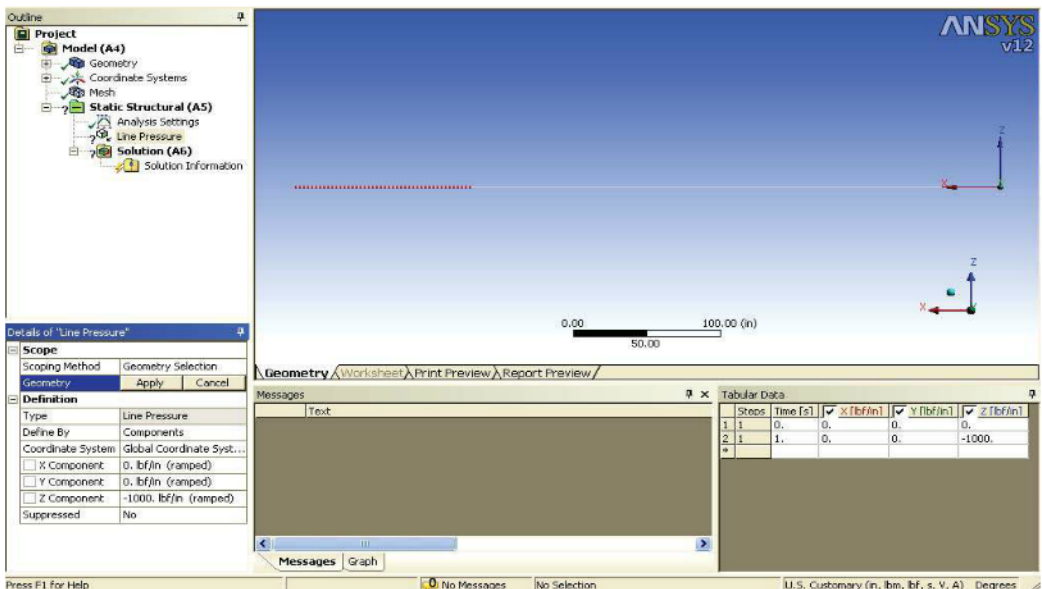 Outline
Project
Model (A4)
Geometry
Coordinate Systems
Mesh
Static Structural (A5)
Analysis Settings
Line Pressure
Solution (A6)
Solution Information
ANSYS
v12
Z
X
Z
X
0.00 100.00 (in)
50.00
Geometry Worksheet Print Preview Report Preview
Details of "Line Pressure"
Scope
Scoping Method Geometry Selection
Geometry Apply Cancel
Definition
Type Line Pressure
Define By Components
Coordinate System Global Coordinate Syst...
X Component 0. lbf/in (ramped)
Y Component 0. lbf/in (ramped)
Z Component -1000. lbf/in (ramped)
Suppressed No
Messages
Text
Messages Graph
Tabular Data
Steps Time [s] X [lbf/in] Y [lbf/in] Z [lbf/in]
1 1 0. 0. 0. 0.
2 1 1. 0. 0. -1000.
*
Press F1 for Help 0 No Messages No Selection U.S. Customary (in, lbm, lbf, s, V, A) Degrees